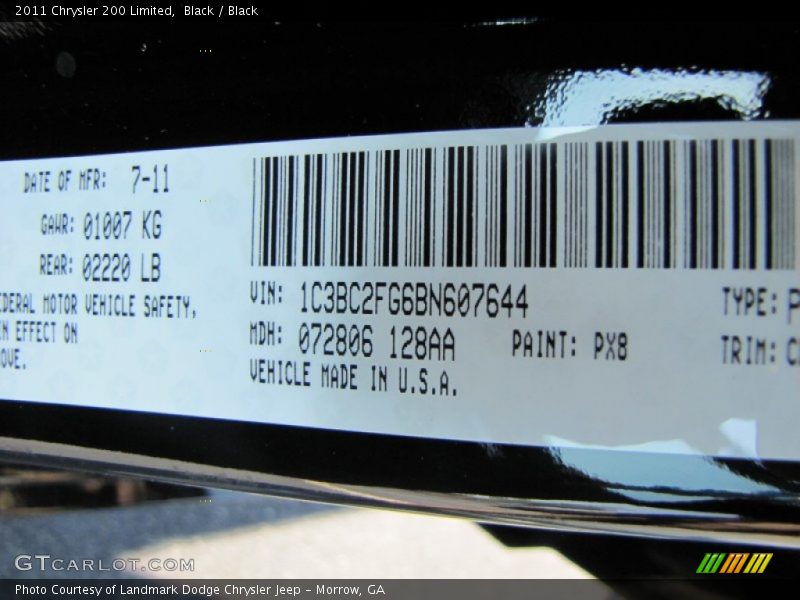 2011 Chrysler 200 Limited, Black / Black
DATE OF MFR: 7-11
GAWR: 01007 KG
REAR: 02220 LB
MOTOR VEHICLE SAFETY,
EFFECT ON
VIN: 1C3BC2FG6BN607644
MDH: 072806 128AA
PAINT: PX8
VEHICLE MADE IN U.S.A.
TYPE:
TRIM:
GTCARLOT.COM
Photo Courtesy of Landmark Dodge Chrysler Jeep – Morrow, GA